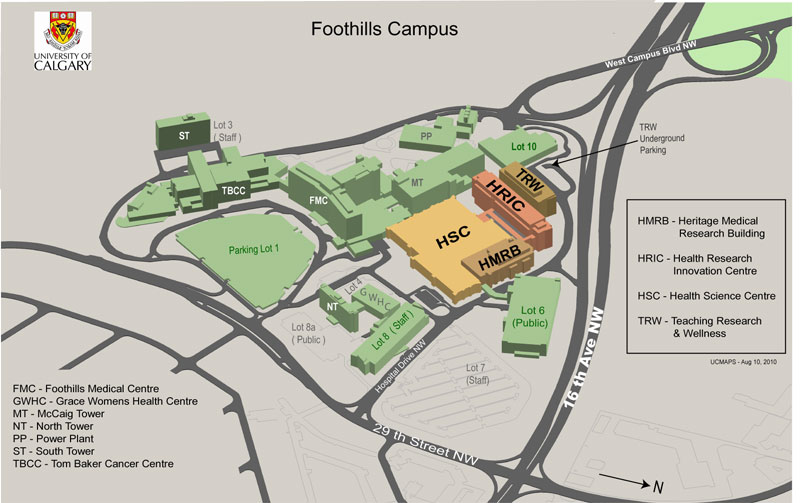 Foothills Campus
UNIVERSITY OF
CALGARY
West Campus Blvd NW
Lot 3
( Staff )
ST
PP
Lot 10
TRW
Underground
Parking
TBCC
FMC
MT
HRIC
TRW
Parking Lot 1
HSC
HMRB
HMRB - Heritage Medical
Research Building
HRIC - Health Research
Innovation Centre
HSC - Health Science Centre
TRW - Teaching Research
& Wellness
UCMAPS - Aug 10, 2010
Lot 4
GWHC
NT
Lot 8a
( Public )
Lot 8 ( Staff )
Lot 6
(Public)
Hospital Drive NW
Lot 7
(Staff)
16 th Ave NW
29 th Street NW
FMC - Foothills Medical Centre
GWHC - Grace Womens Health Centre
MT - McCaig Tower
NT - North Tower
PP - Power Plant
ST - South Tower
TBCC - Tom Baker Cancer Centre
N